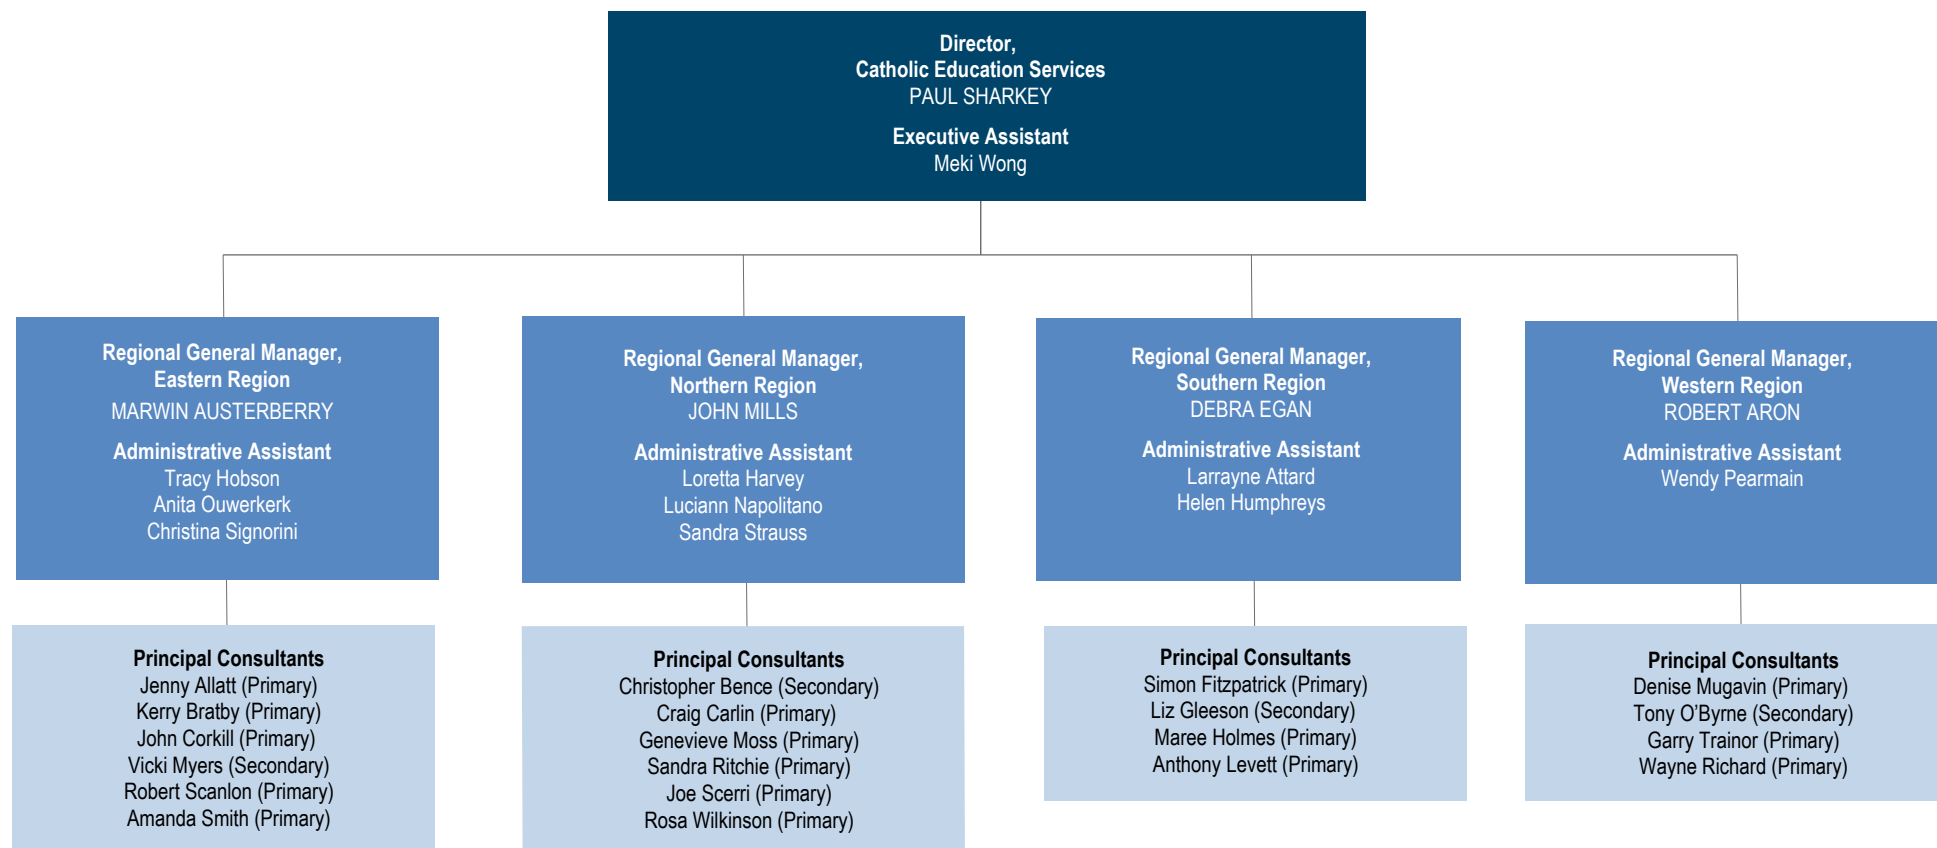 Director,
Catholic Education Services
PAUL SHARKEY
Executive Assistant
Meki Wong
Regional General Manager,
Eastern Region
MARWIN AUSTERBERRY
Administrative Assistant
Tracy Hobson
Anita Ouwerkerk
Christina Signorini
Regional General Manager,
Northern Region
JOHN MILLS
Administrative Assistant
Loretta Harvey
Luciann Napolitano
Sandra Strauss
Regional General Manager,
Southern Region
DEBRA EGAN
Administrative Assistant
Larrayne Attard
Helen Humphreys
Regional General Manager,
Western Region
ROBERT ARON
Administrative Assistant
Wendy Pearmain
Principal Consultants
Jenny Allatt (Primary)
Kerry Bratby (Primary)
John Corkill (Primary)
Vicki Myers (Secondary)
Robert Scanlon (Primary)
Amanda Smith (Primary)
Principal Consultants
Christopher Bence (Secondary)
Craig Carlin (Primary)
Genevieve Moss (Primary)
Sandra Ritchie (Primary)
Joe Scerri (Primary)
Rosa Wilkinson (Primary)
Principal Consultants
Simon Fitzpatrick (Primary)
Liz Gleeson (Secondary)
Maree Holmes (Primary)
Anthony Levett (Primary)
Principal Consultants
Denise Mugavin (Primary)
Tony O’Byrne (Secondary)
Garry Trainor (Primary)
Wayne Richard (Primary)